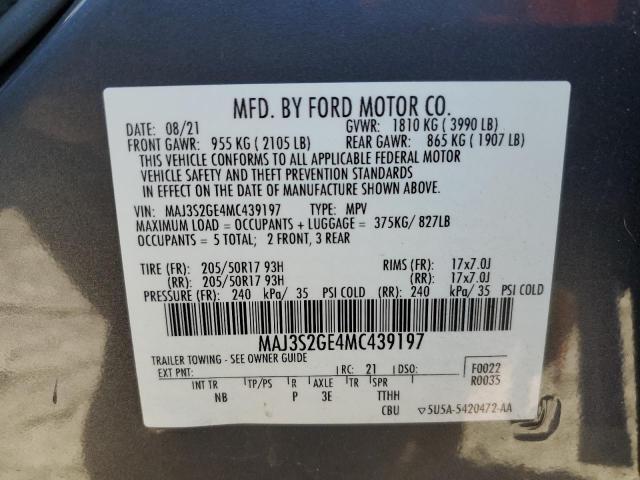 MFD. BY FORD MOTOR CO.
DATE: 08/21 GVWR: 1810 KG ( 3990 LB)
FRONT GAWR: 955 KG ( 2105 LB) REAR GAWR: 865 KG ( 1907 LB)
THIS VEHICLE CONFORMS TO ALL APPLICABLE FEDERAL MOTOR
VEHICLE SAFETY AND THEFT PREVENTION STANDARDS
IN EFFECT ON THE DATE OF MANUFACTURE SHOWN ABOVE.
VIN: MAJ3S2GE4MC439197 TYPE: MPV
MAXIMUM LOAD = OCCUPANTS + LUGGAGE = 375KG/ 827LB
OCCUPANTS = 5 TOTAL; 2 FRONT, 3 REAR
TIRE (FR): 205/50R17 93H RIMS (FR): 17x7.0J
(RR): 205/50R17 93H (RR): 17x7.0J
PRESSURE (FR): 240 kPa/ 35 PSI COLD (RR): 240 kPa/ 35 PSI COLD
MAJ3S2GE4MC439197
TRAILER TOWING - SEE OWNER GUIDE
EXT PNT: RC: 21 DSO: F0022
R0035
INT TR TP/PS R AXLE TR SPR
NB P 3E TTHH
CBU ▽5U5A-5420472-AA